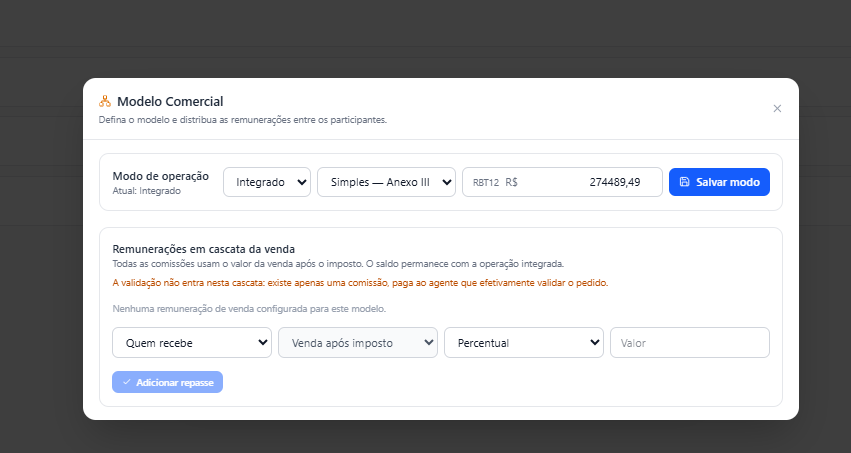 Modelo Comercial
Defina o modelo e distribua as remunerações entre os participantes.
Modo de operação
Atual: Integrado
Integrado
Simples — Anexo III
RBT12 R$ 274489,49
Salvar modo
Remunerações em cascata da venda
Todas as comissões usam o valor da venda após o imposto. O saldo permanece com a operação integrada.
A validação não entra nesta cascata: existe apenas uma comissão, paga ao agente que efetivamente validar o pedido.
Nenhuma remuneração de venda configurada para este modelo.
Quem recebe
Venda após imposto
Percentual
Valor
Adicionar repasse